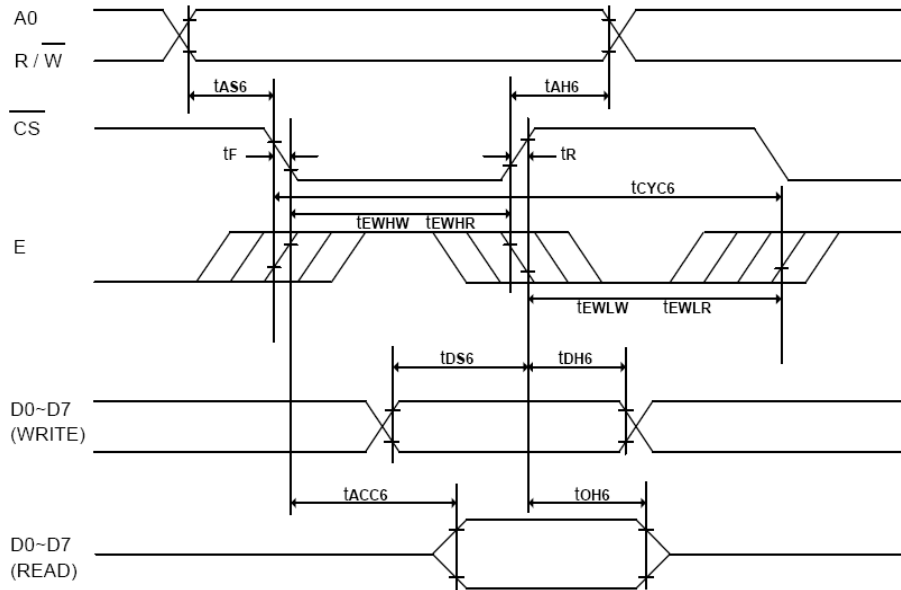 A0
R / W
tAS6 tAH6
CS
tF tR
tCYC6
tEWHW tEWHR
E
tEWLW tEWLR
tDS6 tDH6
D0~D7
(WRITE)
tACC6 tOH6
D0~D7
(READ)